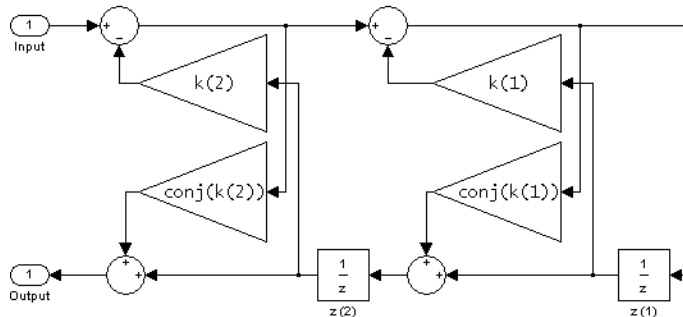 1
+
−
+
−
Input
k(2)
k(1)
conj(k(2))
conj(k(1))
+
+
+
+
1
1
z
1
z
Output
z(2)
z(1)